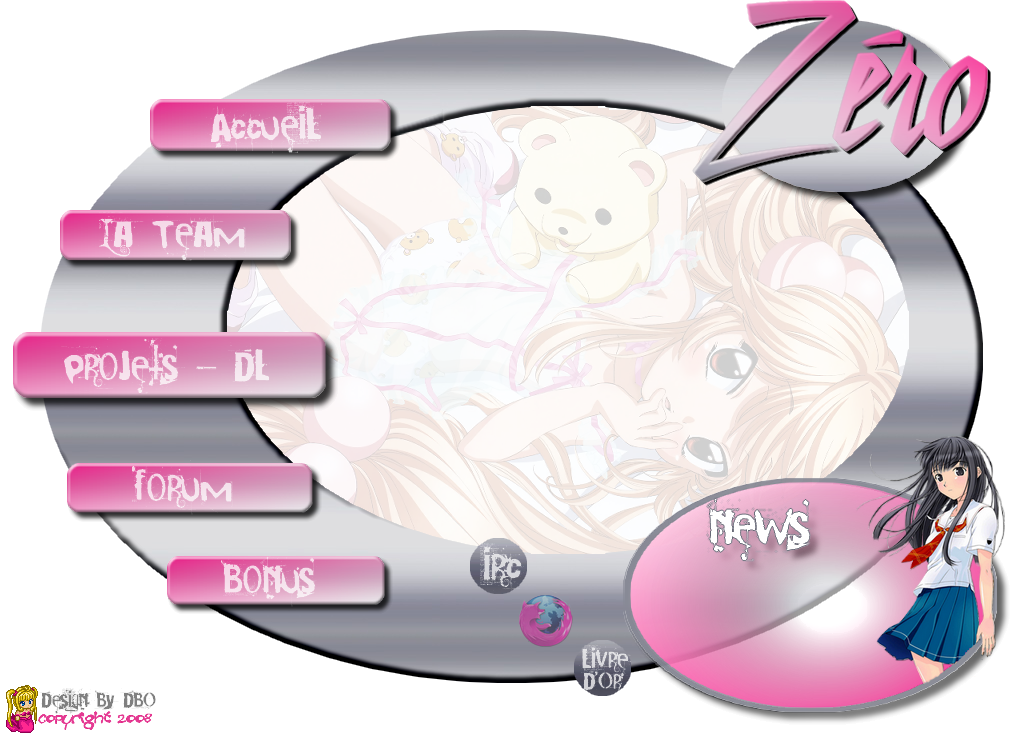 Zéro
Accueil
La Team
Projets - DL
Forum
Bonus
News
IRC
Livre
D'or
Design By DBO
Copyright 2008